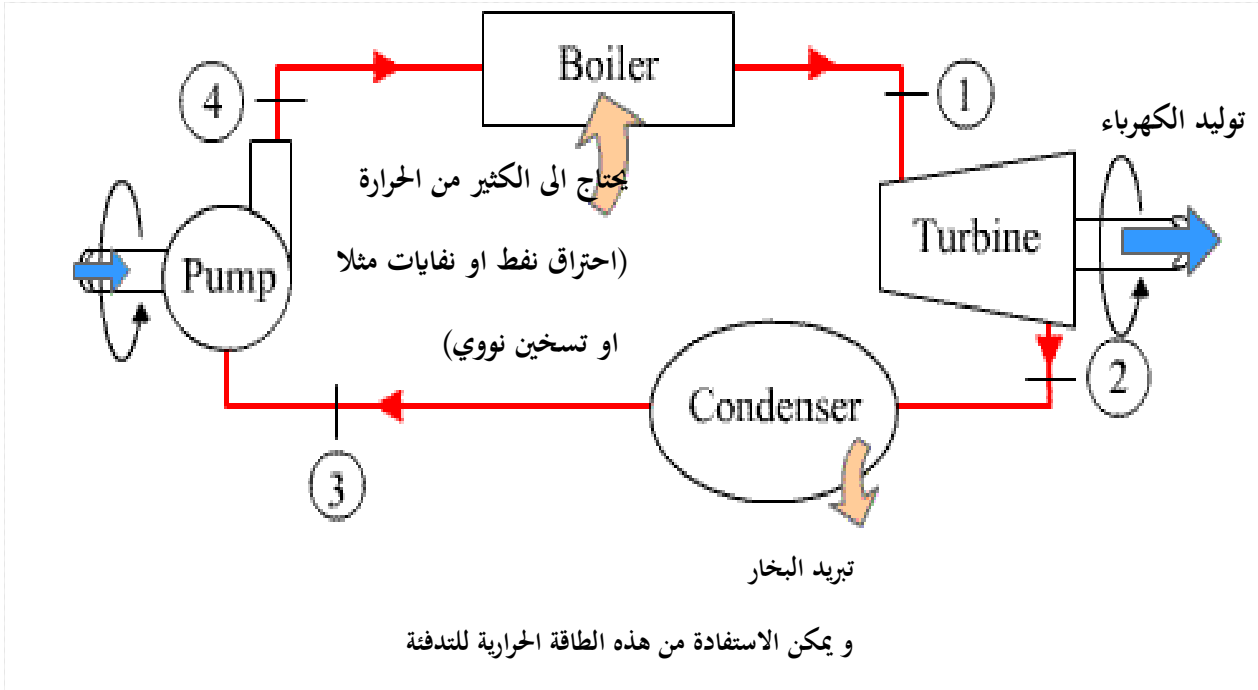 Boiler
4
1
توليد الكهرباء
يحتاج الى الكثير من الحرارة
Turbine
Pump
(احتراق نفط او نفايات مثلا
او تسخين نووي)
2
Condenser
3
تبريد البخار
و يمكن الاستفادة من هذه الطاقة الحرارية للتدفئة